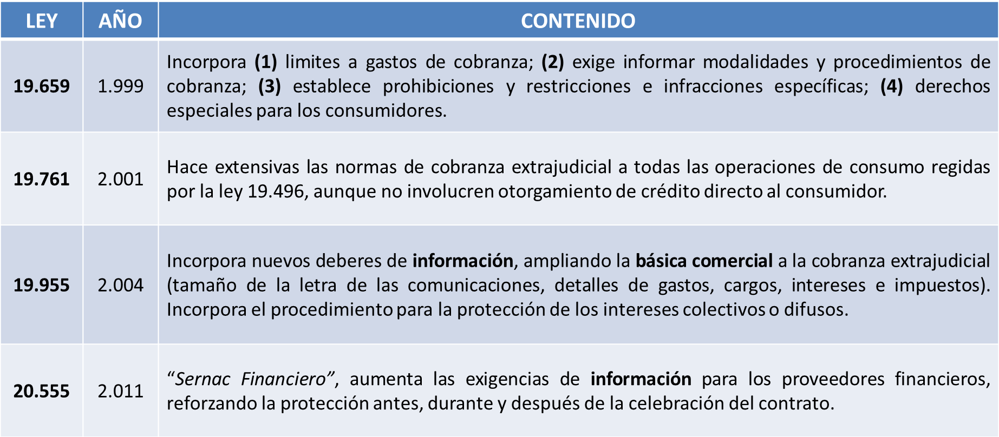 LEY AÑO CONTENIDO
19.659 1.999
Incorpora (1) limites a gastos de cobranza; (2) exige informar modalidades y procedimientos de
cobranza; (3) establece prohibiciones y restricciones e infracciones específicas; (4) derechos
especiales para los consumidores.
19.761 2.001
Hace extensivas las normas de cobranza extrajudicial a todas las operaciones de consumo regidas
por la ley 19.496, aunque no involucren otorgamiento de crédito directo al consumidor.
19.955 2.004
Incorpora nuevos deberes de información, ampliando la básica comercial a la cobranza extrajudicial
(tamaño de la letra de las comunicaciones, detalles de gastos, cargos, intereses e impuestos).
Incorpora el procedimiento para la protección de los intereses colectivos o difusos.
20.555 2.011
“Sernac Financiero”, aumenta las exigencias de información para los proveedores financieros,
reforzando la protección antes, durante y después de la celebración del contrato.